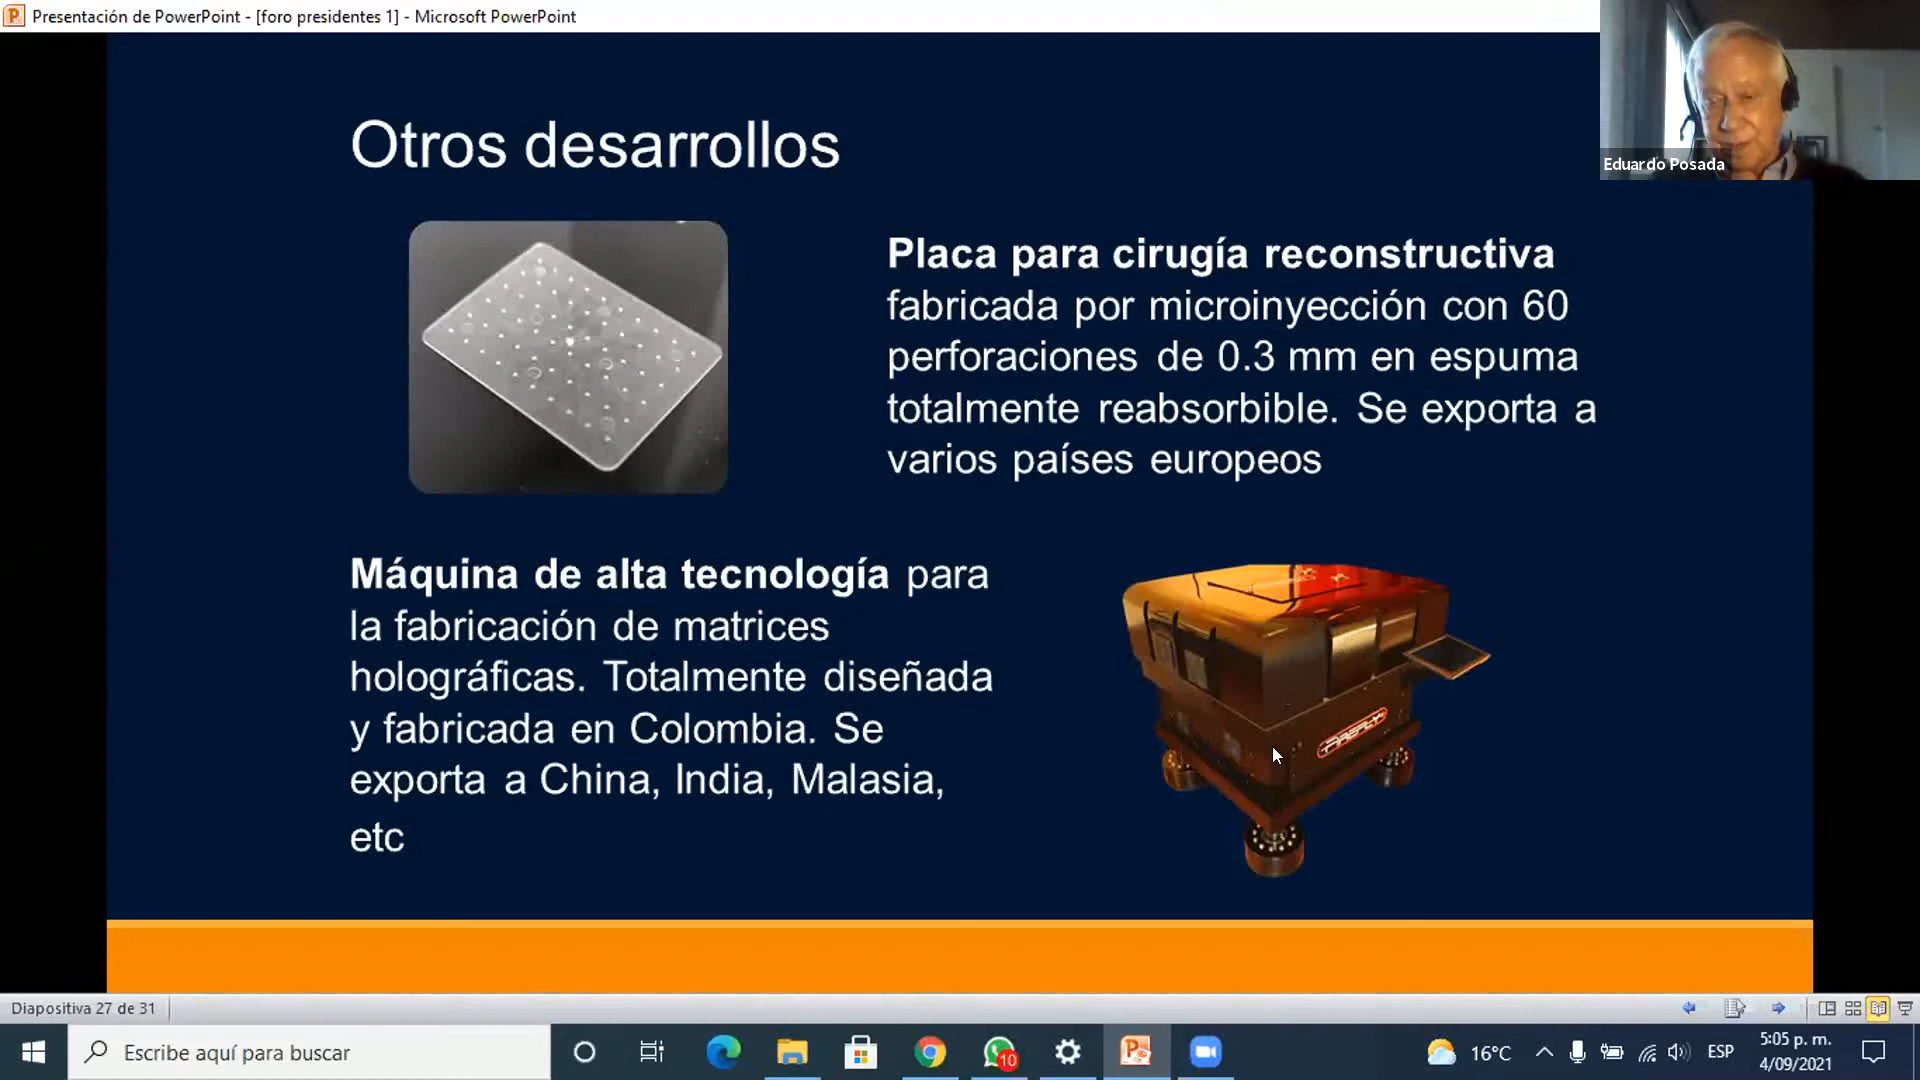 Presentación de PowerPoint - [foro presidentes 1] - Microsoft PowerPoint
Eduardo Posada
Otros desarrollos
Placa para cirugía reconstructiva
fabricada por microinyección con 60
perforaciones de 0.3 mm en espuma
totalmente reabsorbible. Se exporta a
varios países europeos
Máquina de alta tecnología para
la fabricación de matrices
holográficas. Totalmente diseñada
y fabricada en Colombia. Se
exporta a China, India, Malasia,
etc
FIREFLY
Diapositiva 27 de 31
Escribe aquí para buscar
10
16°C
ESP
5:05 p. m.
4/09/2021